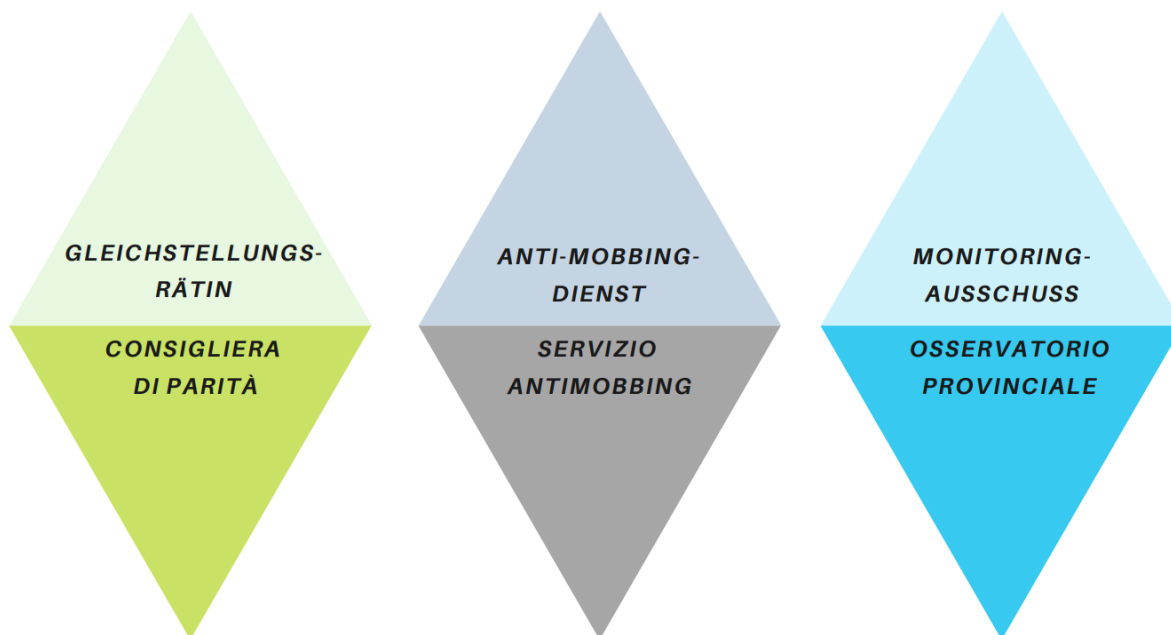 GLEICHSTELLUNGS-
RÄTIN
CONSIGLIERA
DI PARITÀ
ANTI-MOBBING-
DIENST
SERVIZIO
ANTIMOBBING
MONITORING-
AUSSCHUSS
OSSERVATORIO
PROVINCIALE